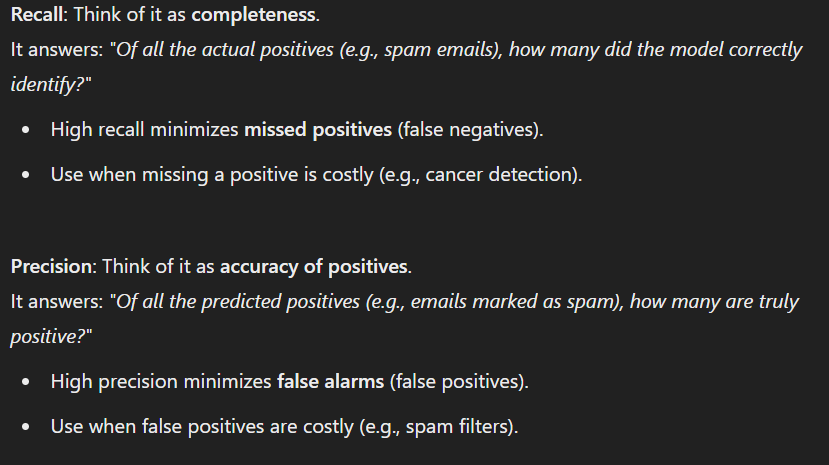 Recall: Think of it as completeness.
It answers: "Of all the actual positives (e.g., spam emails), how many did the model correctly
identify?"
• High recall minimizes missed positives (false negatives).
• Use when missing a positive is costly (e.g., cancer detection).
Precision: Think of it as accuracy of positives.
It answers: "Of all the predicted positives (e.g., emails marked as spam), how many are truly
positive?"
• High precision minimizes false alarms (false positives).
• Use when false positives are costly (e.g., spam filters).